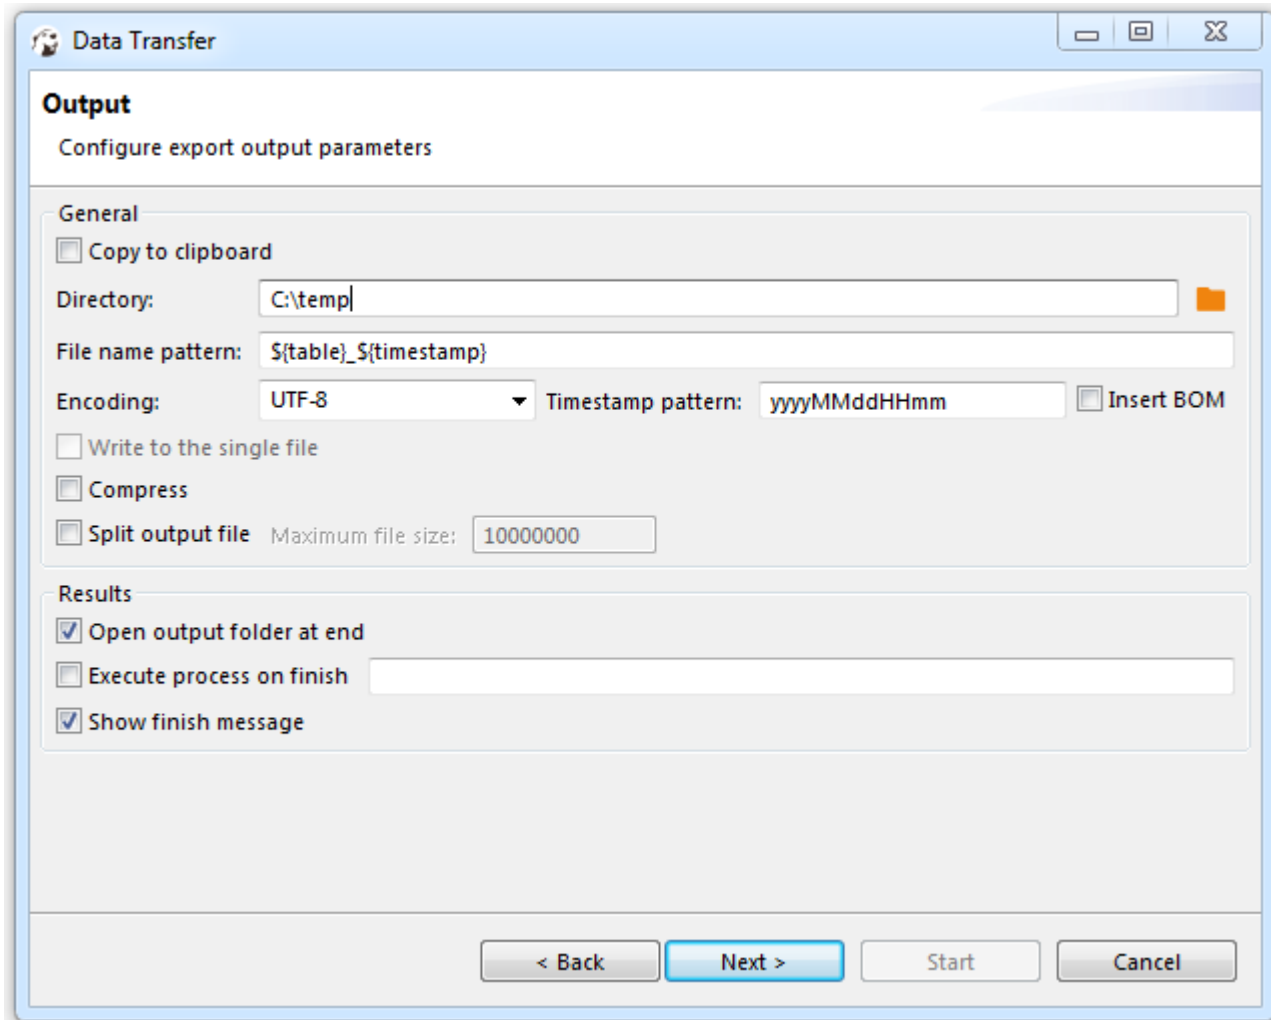 Data Transfer
Output
Configure export output parameters
General
Copy to clipboard
Directory: C:\temp
File name pattern: ${table}_${timestamp}
Encoding: UTF-8 Timestamp pattern: yyyyMMddHHmm Insert BOM
Write to the single file
Compress
Split output file Maximum file size: 10000000
Results
Open output folder at end
Execute process on finish
Show finish message
< Back Next > Start Cancel